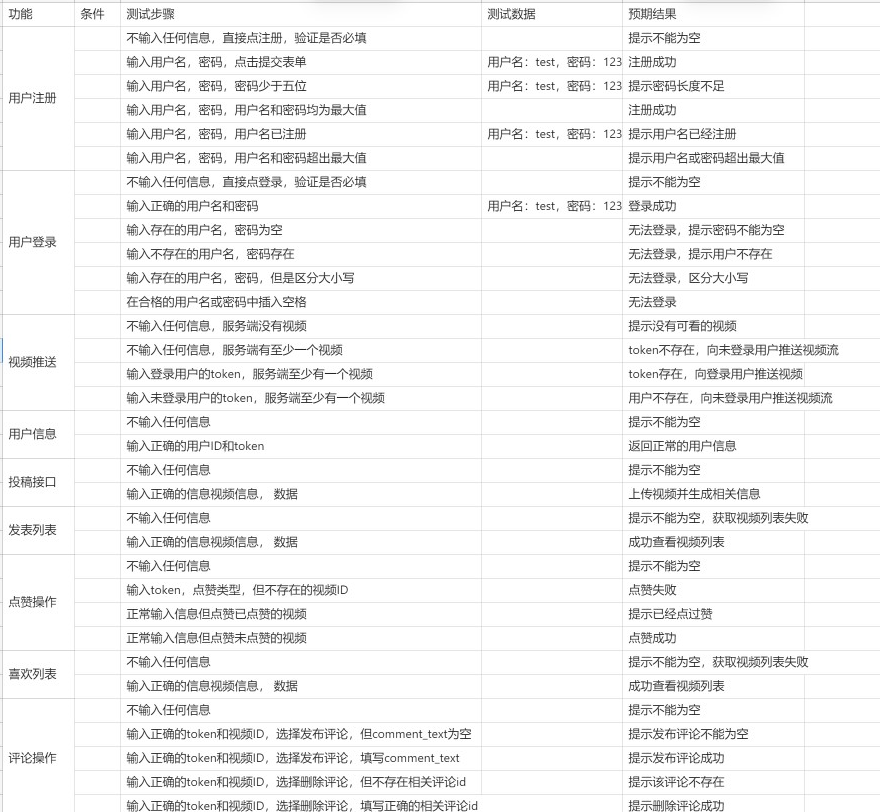 功能 条件 测试步骤 测试数据 预期结果
用户注册
不输入任何信息，直接点注册，验证是否必填 提示不能为空
输入用户名，密码，点击提交表单 用户名：test，密码：123 注册成功
输入用户名，密码，密码少于五位 用户名：test，密码：123 提示密码长度不足
输入用户名，密码，用户名和密码均为最大值 注册成功
输入用户名，密码，用户名已注册 用户名：test，密码：123 提示用户名已经注册
输入用户名，密码，用户名和密码超出最大值 提示用户名或密码超出最大值
用户登录
不输入任何信息，直接点登录，验证是否必填 提示不能为空
输入正确的用户名和密码 用户名：test，密码：123 登录成功
输入存在的用户名，密码为空 无法登录，提示密码不能为空
输入不存在的用户名，密码存在 无法登录，提示用户不存在
输入存在的用户名，密码，但是区分大小写 无法登录，区分大小写
在合格的用户名或密码中插入空格 无法登录
视频推送
不输入任何信息，服务端没有视频 提示没有可看的视频
不输入任何信息，服务端有至少一个视频 token不存在，向未登录用户推送视频流
输入登录用户的token，服务端至少有一个视频 token存在，向登录用户推送视频
输入未登录用户的token，服务端至少有一个视频 用户不存在，向未登录用户推送视频流
用户信息
不输入任何信息 提示不能为空
输入正确的用户ID和token 返回正常的用户信息
投稿接口
不输入任何信息 提示不能为空
输入正确的信息视频信息， 数据 上传视频并生成相关信息
发表列表
不输入任何信息 提示不能为空，获取视频列表失败
输入正确的信息视频信息， 数据 成功查看视频列表
点赞操作
不输入任何信息 提示不能为空
输入token，点赞类型，但不存在的视频ID 点赞失败
正常输入信息但点赞已点赞的视频 提示已经点过赞
正常输入信息但点赞未点赞的视频 点赞成功
喜欢列表
不输入任何信息 提示不能为空，获取视频列表失败
输入正确的信息视频信息， 数据 成功查看视频列表
评论操作
不输入任何信息 提示不能为空
输入正确的token和视频ID，选择发布评论，但comment_text为空 提示发布评论不能为空
输入正确的token和视频ID，选择发布评论，填写comment_text 提示发布评论成功
输入正确的token和视频ID，选择删除评论，但不存在相关评论id 提示该评论不存在
输入正确的token和视频ID，选择删除评论，填写正确的相关评论id 提示删除评论成功